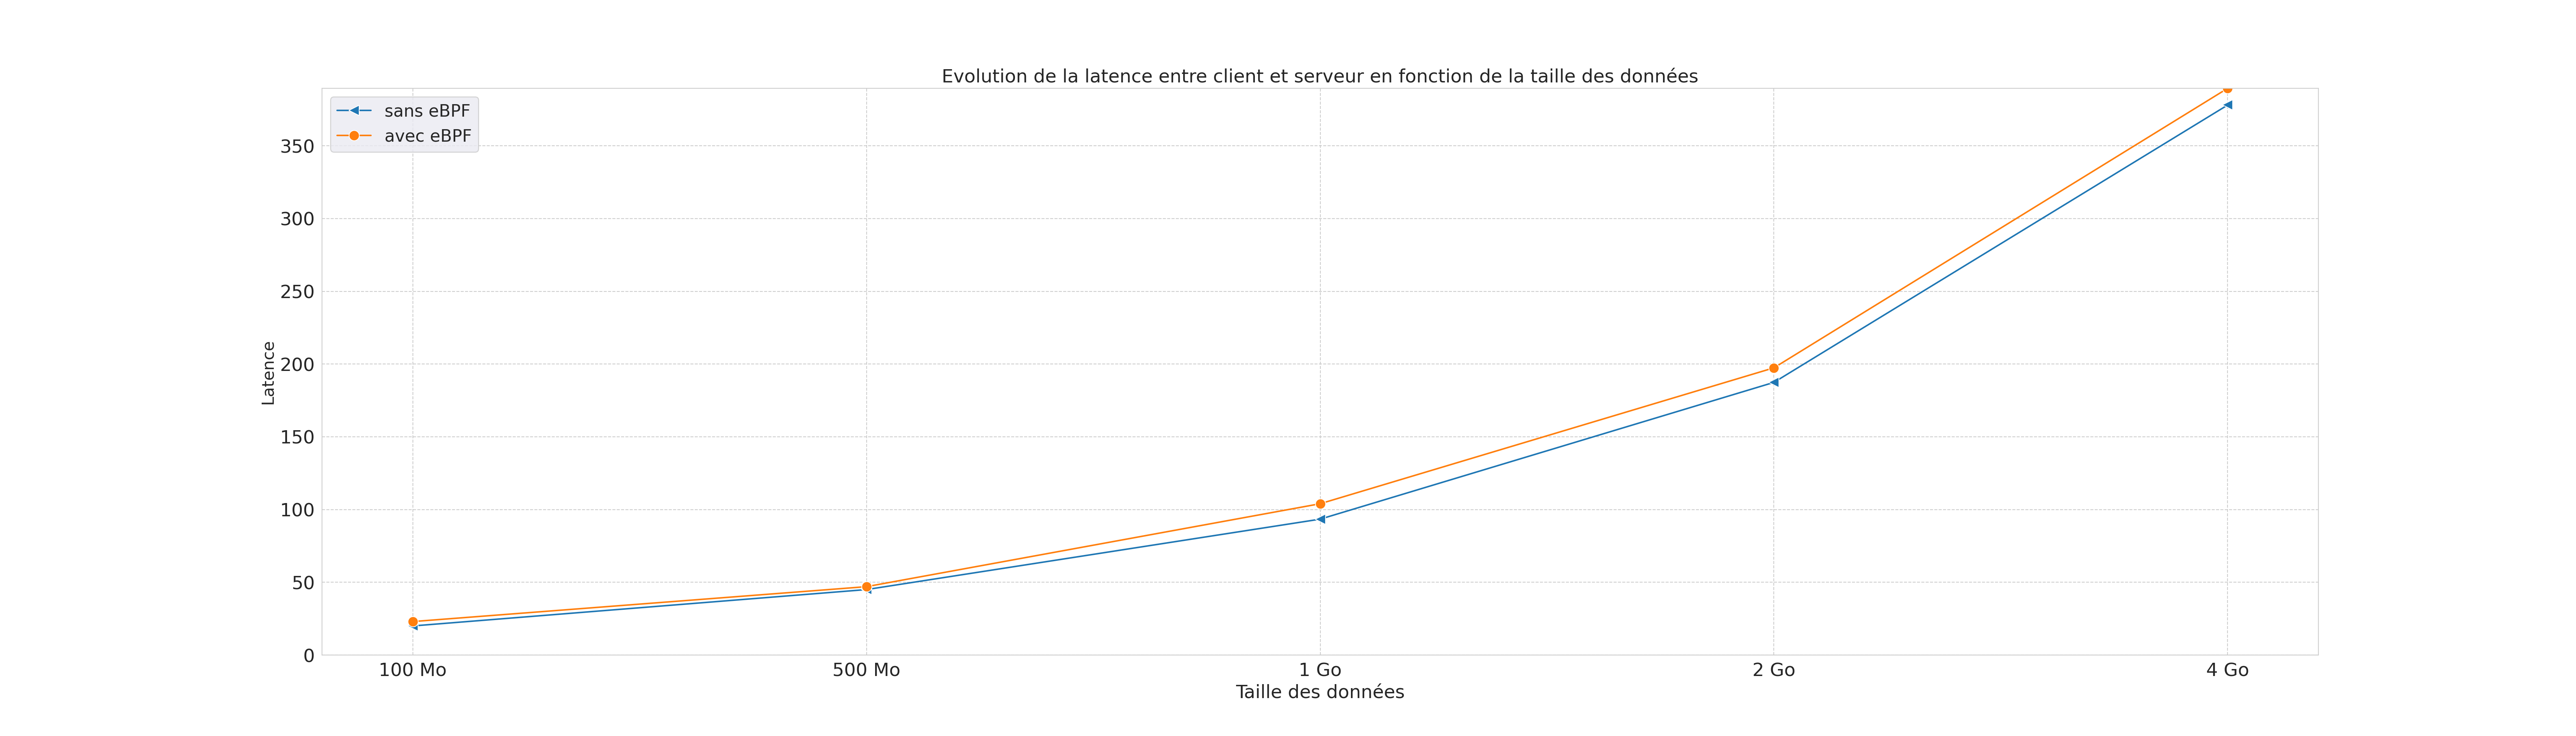 Evolution de la latence entre client et serveur en fonction de la taille des données
sans eBPF
avec eBPF
350
300
250
200
150
100
50
0
Latence
100 Mo 500 Mo 1 Go 2 Go 4 Go
Taille des données